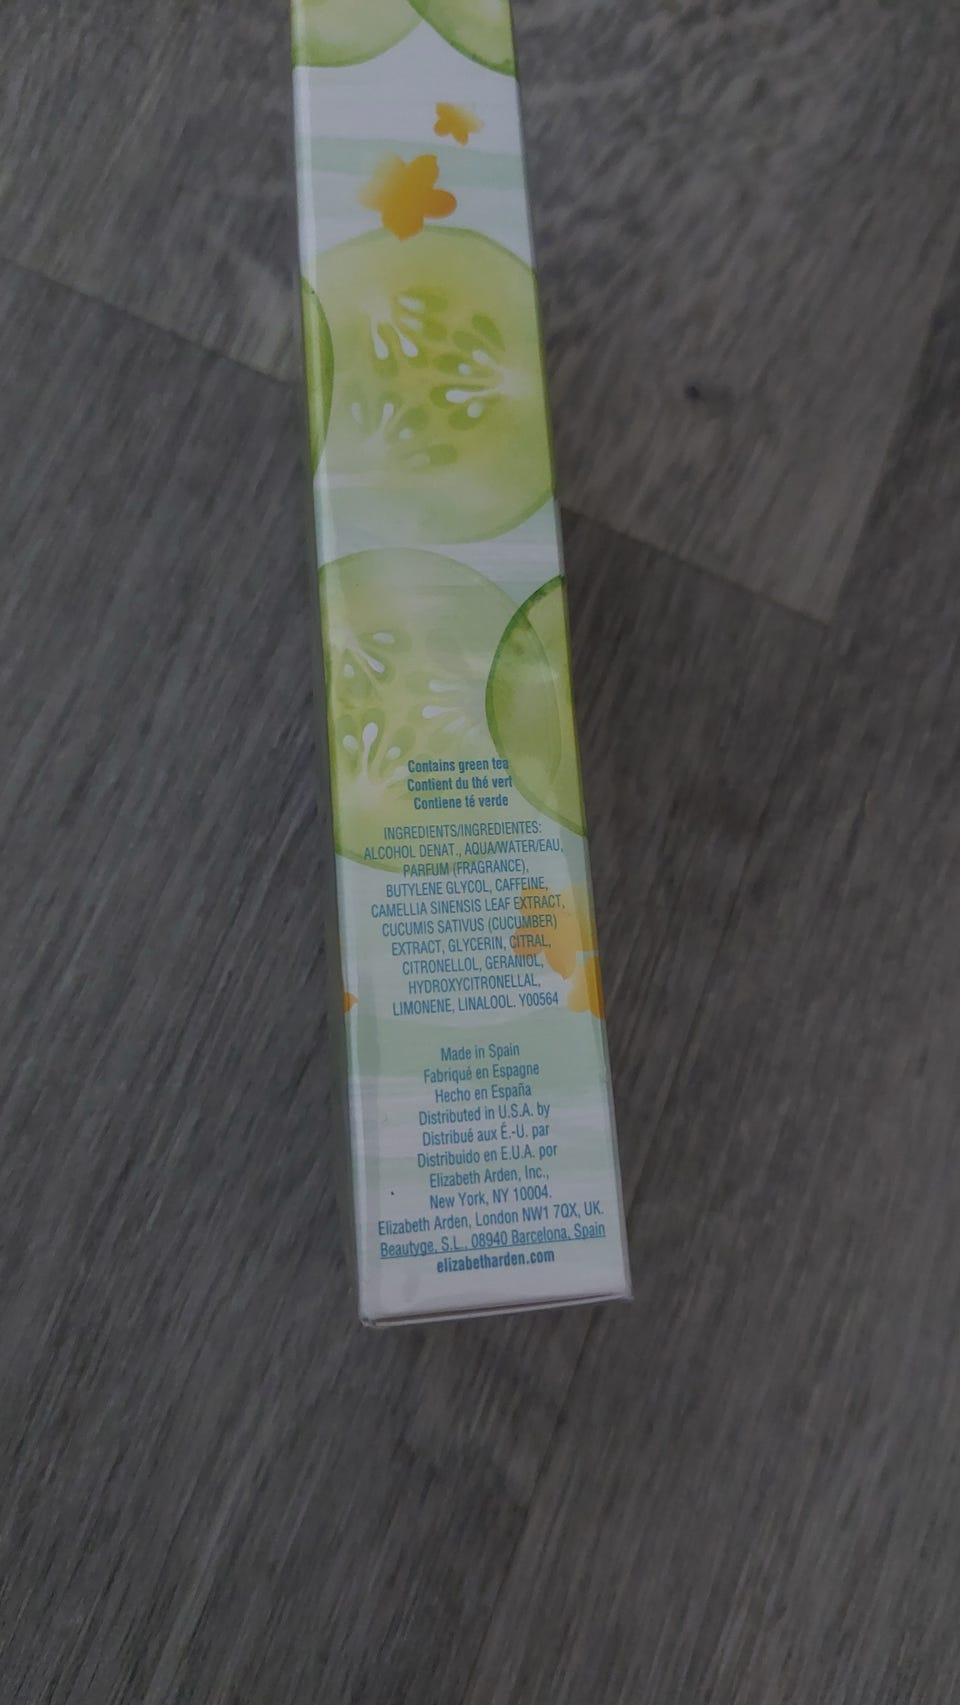 Contains green tea
Contient du thé vert
Contiene té verde
INGREDIENTS/INGREDIENTES:
ALCOHOL DENAT., AQUA/WATER/EAU,
PARFUM (FRAGRANCE),
BUTYLENE GLYCOL, CAFFEINE,
CAMELLIA SINENSIS LEAF EXTRACT,
CUCUMIS SATIVUS (CUCUMBER)
EXTRACT, GLYCERIN, CITRAL,
CITRONELLOL, GERANIOL,
HYDROXYCITRONELLAL,
LIMONENE, LINALOOL. Y00564
Made in Spain
Fabriqué en Espagne
Hecho en España
Distributed in U.S.A. by
Distribué aux É.-U. par
Distribuido en E.U.A. por
Elizabeth Arden, Inc.,
New York, NY 10004.
Elizabeth Arden, London NW1 7QX, UK.
Beautyge, S.L., 08940 Barcelona, Spain
elizabetharden.com